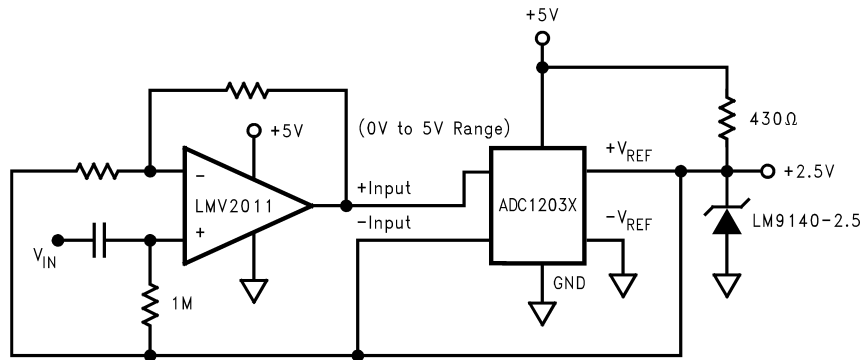 +5V
+5V
(0V to 5V Range)
430Ω
+V_REF
+2.5V
-
LMV2011
+Input
-Input
ADC1203X
+
V_IN
-V_REF
LM9140-2.5
1M
GND